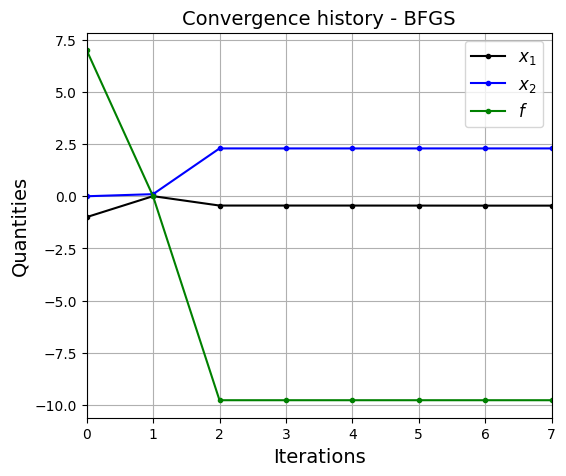 Convergence history - BFGS
7.5
5.0
2.5
0.0
−2.5
−5.0
−7.5
−10.0
Quantities
x₁
x₂
f
0 1 2 3 4 5 6 7
Iterations